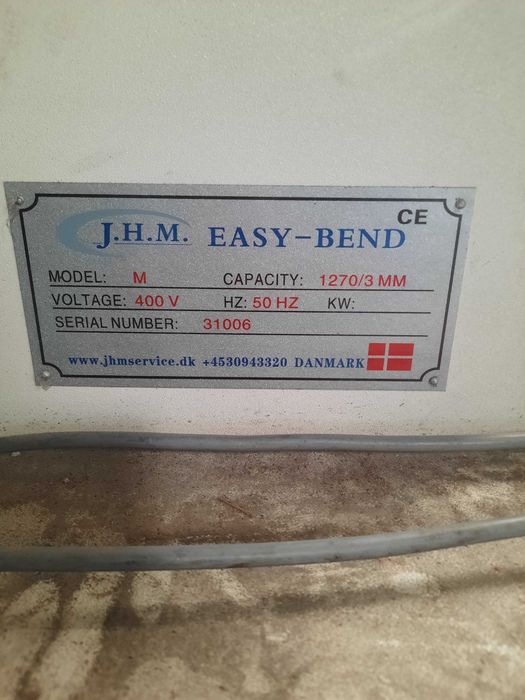 CE
J.H.M. EASY-BEND
MODEL: M CAPACITY: 1270/3 MM
VOLTAGE: 400 V HZ: 50 HZ KW:
SERIAL NUMBER: 31006
www.jhmservice.dk +4530943320 DANMARK